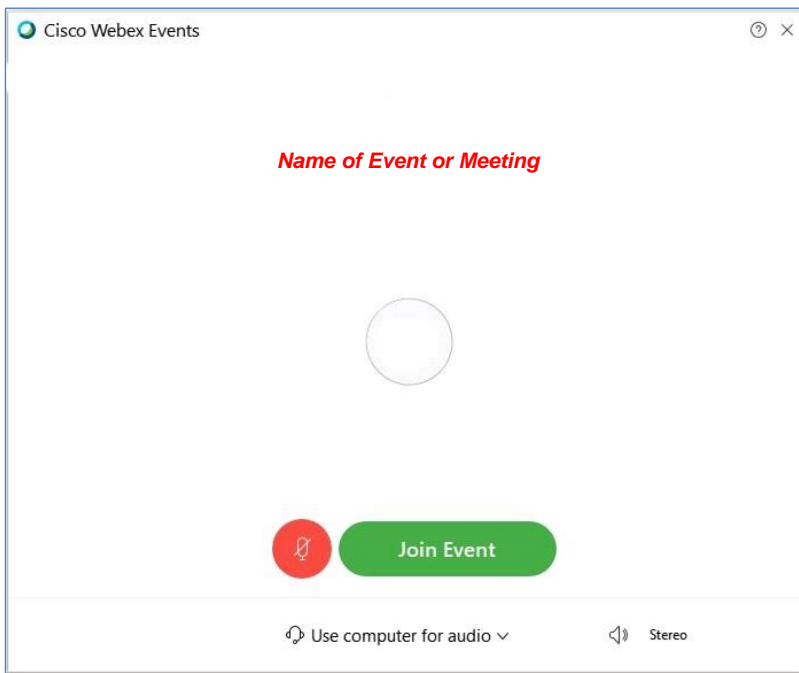 Cisco Webex Events
Name of Event or Meeting
Join Event
Use computer for audio
Stereo